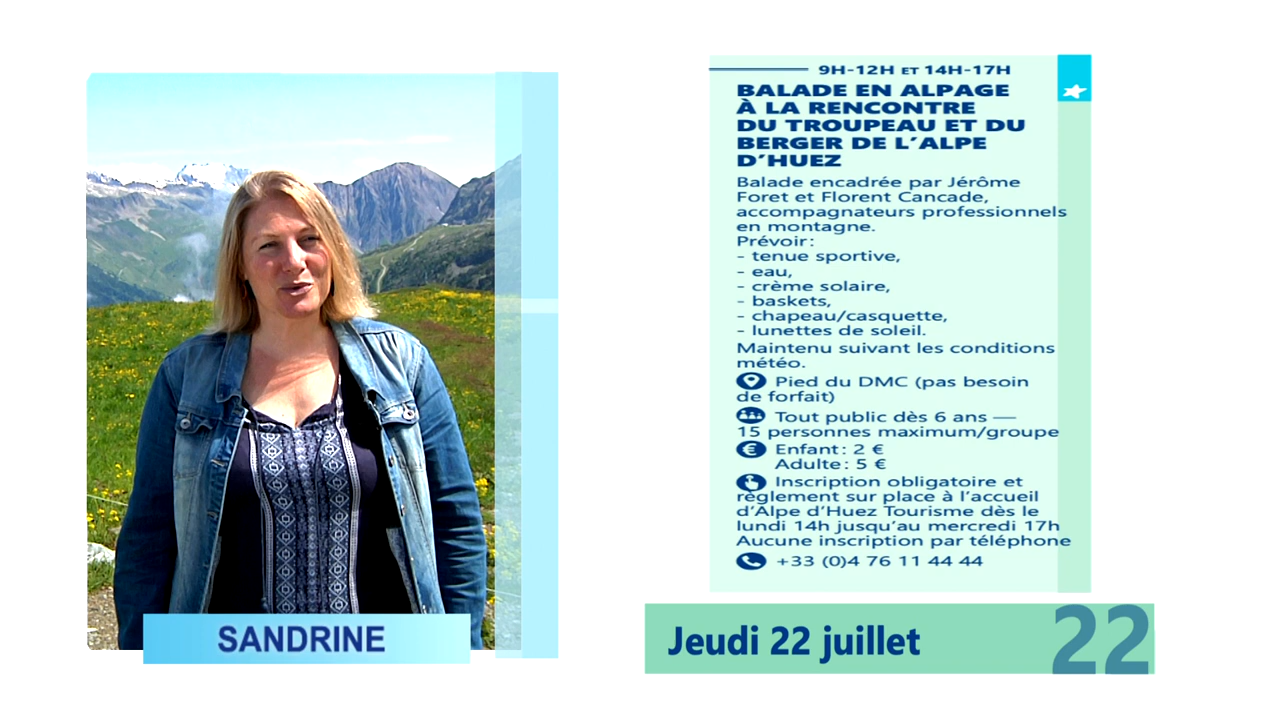 SANDRINE
9H-12H ET 14H-17H
BALADE EN ALPAGE
À LA RENCONTRE
DU TROUPEAU ET DU
BERGER DE L'ALPE
D'HUEZ
Balade encadrée par Jérôme
Foret et Florent Cancade,
accompagnateurs professionnels
en montagne.
Prévoir :
- tenue sportive,
- eau,
- crème solaire,
- baskets,
- chapeau/casquette,
- lunettes de soleil.
Maintenu suivant les conditions
météo.
Pied du DMC (pas besoin
de forfait)
Tout public dès 6 ans —
15 personnes maximum/groupe
Enfant : 2 €
Adulte : 5 €
Inscription obligatoire et
règlement sur place à l'accueil
d'Alpe d'Huez Tourisme dès le
lundi 14h jusqu'au mercredi 17h
Aucune inscription par téléphone
+33 (0)4 76 11 44 44
Jeudi 22 juillet 22